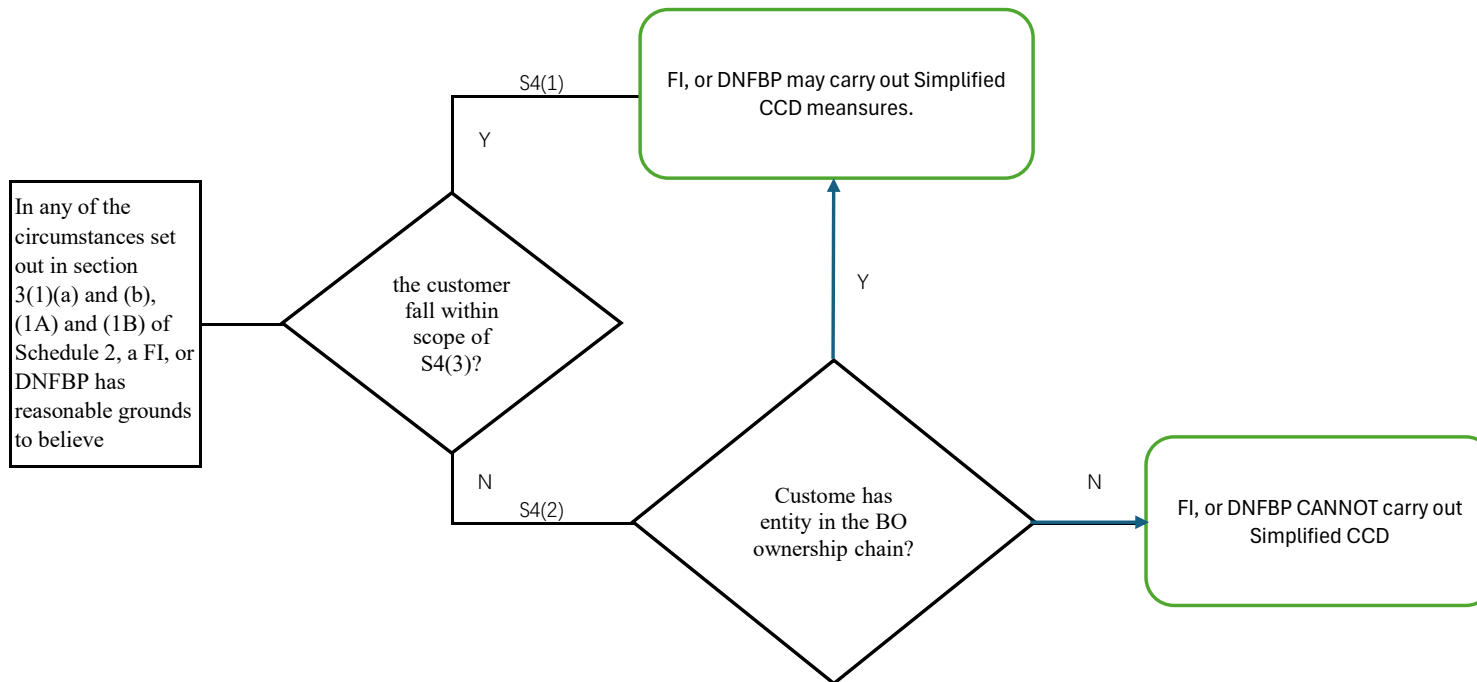 S4(1)
FI, or DNFBP may carry out Simplified
CCD meansures.
Y
In any of the
circumstances set
out in section
3(1)(a) and (b),
(1A) and (1B) of
Schedule 2, a FI, or
DNFBP has
reasonable grounds
to believe
the customer
fall within
scope of
S4(3)?
Y
N
S4(2)
Custome has
entity in the BO
ownership chain?
N
FI, or DNFBP CANNOT carry out
Simplified CCD